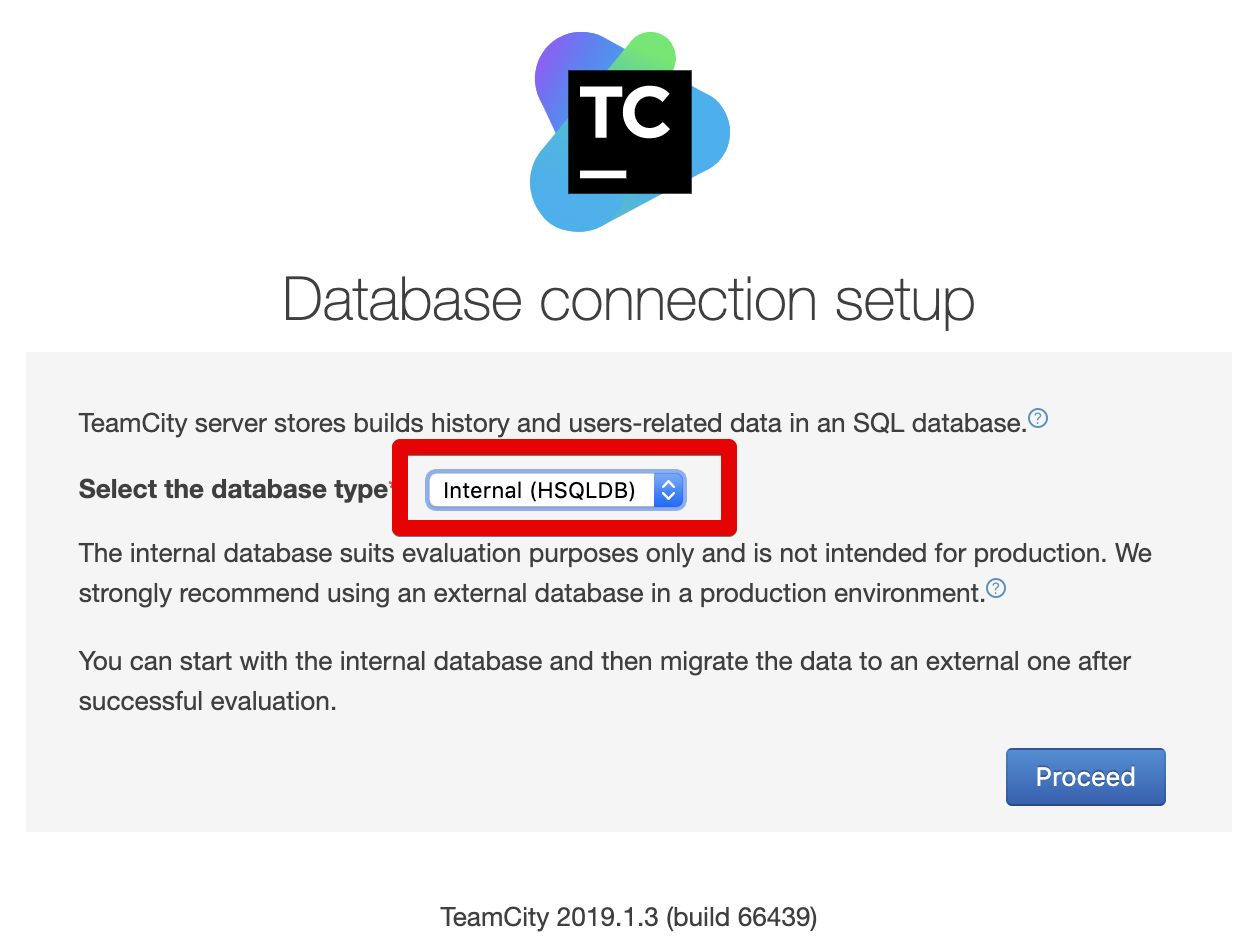 TC
Database connection setup
TeamCity server stores builds history and users-related data in an SQL database.?
Select the database type* Internal (HSQLDB)
The internal database suits evaluation purposes only and is not intended for production. We
strongly recommend using an external database in a production environment.?
You can start with the internal database and then migrate the data to an external one after
successful evaluation.
Proceed
TeamCity 2019.1.3 (build 66439)